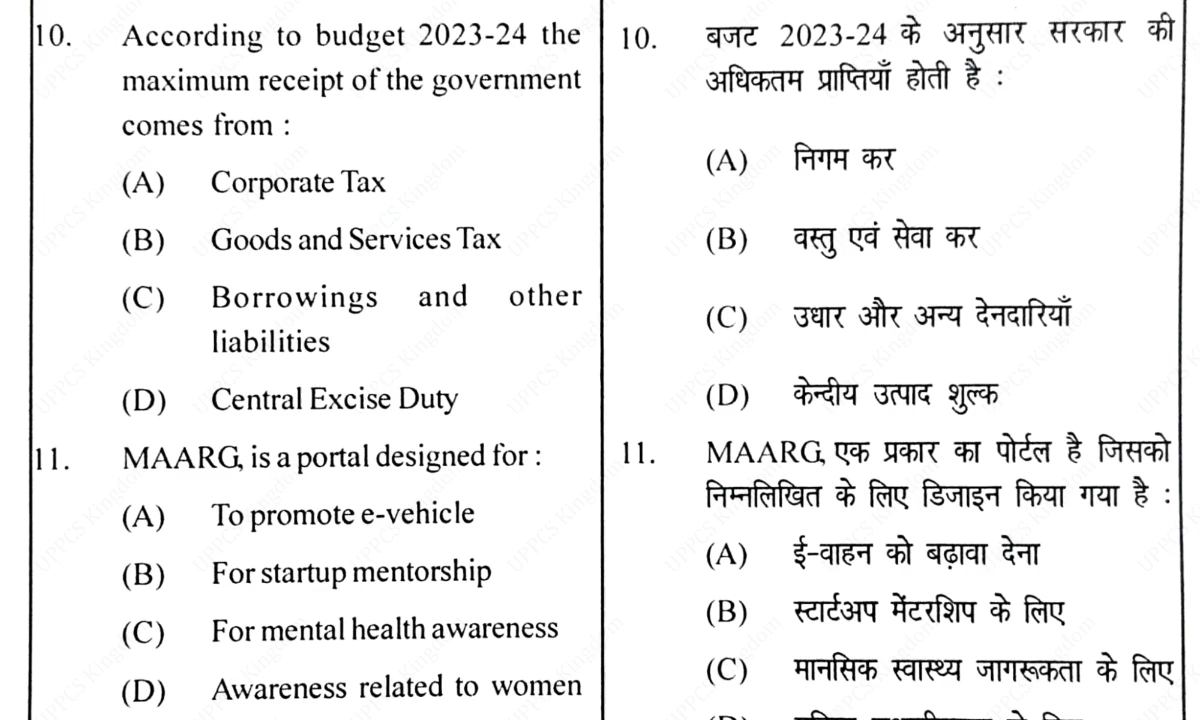 10. According to budget 2023-24 the
maximum receipt of the government
comes from :
(A) Corporate Tax
(B) Goods and Services Tax
(C) Borrowings and other
liabilities
(D) Central Excise Duty
11. MAARG, is a portal designed for :
(A) To promote e-vehicle
(B) For startup mentorship
(C) For mental health awareness
(D) Awareness related to women
10. बजट 2023-24 के अनुसार सरकार की
अधिकतम प्राप्तियाँ होती है :
(A) निगम कर
(B) वस्तु एवं सेवा कर
(C) उधार और अन्य देनदारियाँ
(D) केन्दीय उत्पाद शुल्क
11. MAARG, एक प्रकार का पोर्टल है जिसको
निम्नलिखित के लिए डिजाइन किया गया है :
(A) ई-वाहन को बढ़ावा देना
(B) स्टार्टअप मेंटरशिप के लिए
(C) मानसिक स्वास्थ्य जागरूकता के लिए
UPPCS Kingdom